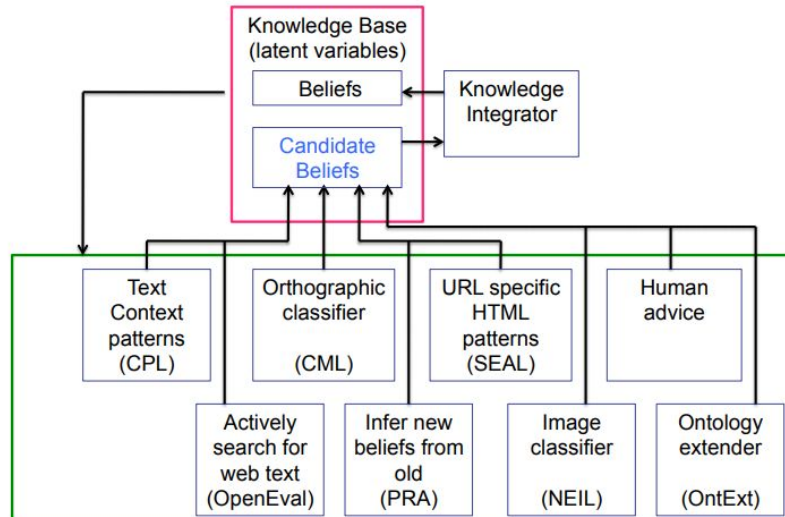 Knowledge Base
(latent variables)
Beliefs
Knowledge
Integrator
Candidate
Beliefs
Text
Context
patterns
(CPL)
Orthographic
classifier
(CML)
URL specific
HTML
patterns
(SEAL)
Human
advice
Actively
search for
web text
(OpenEval)
Infer new
beliefs from
old
(PRA)
Image
classifier
(NEIL)
Ontology
extender
(OntExt)